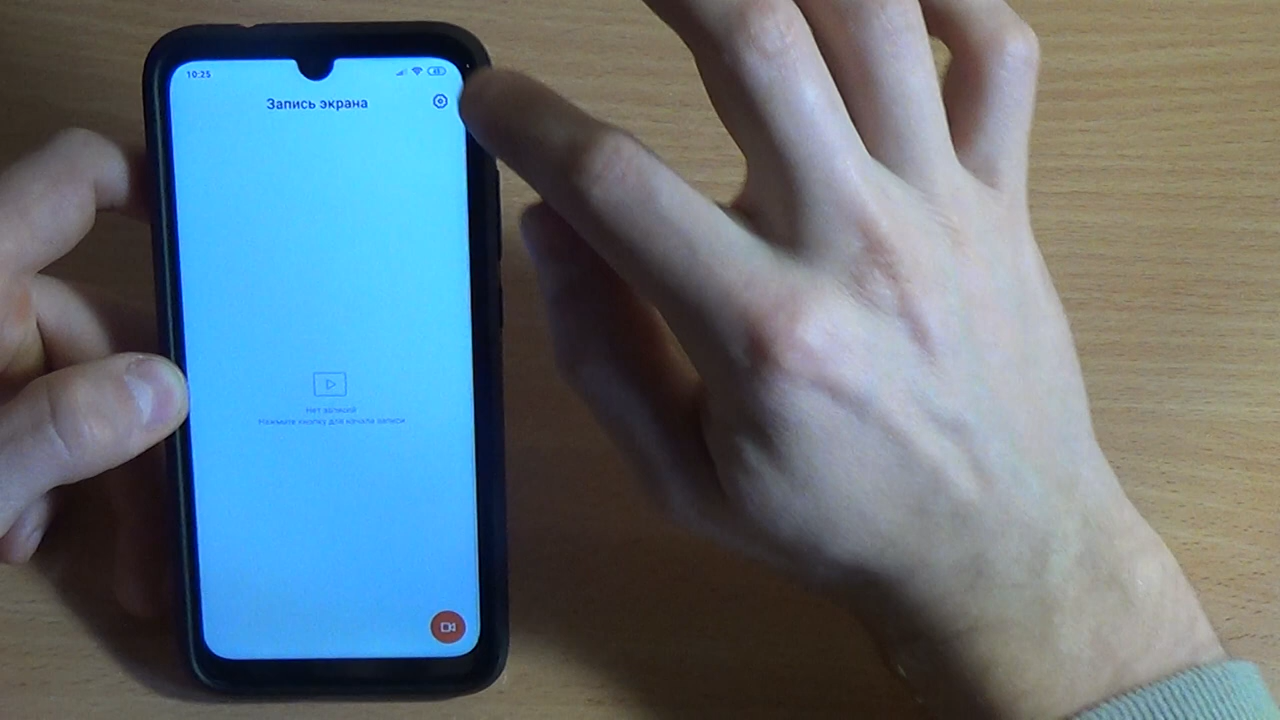 10:25
Запись экрана
Нет записей
Нажмите кнопку для начала записи